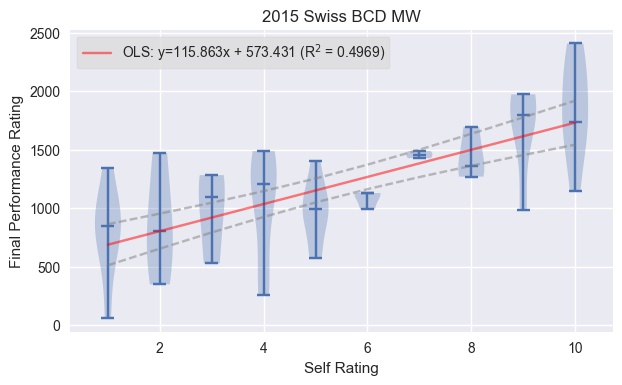 2015 Swiss BCD MW
OLS: y=115.863x + 573.431 (R² = 0.4969)
Final Performance Rating
2500
2000
1500
1000
500
0
2 4 6 8 10
Self Rating